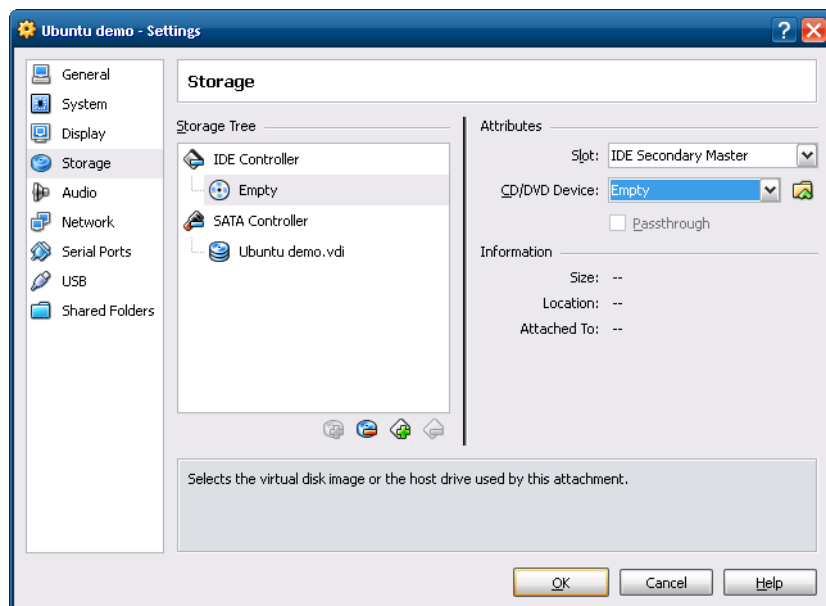 Ubuntu demo - Settings
General
System
Display
Storage
Audio
Network
Serial Ports
USB
Shared Folders
Storage
Storage Tree
IDE Controller
Empty
SATA Controller
Ubuntu demo.vdi
Attributes
Slot: IDE Secondary Master
CD/DVD Device: Empty
Passthrough
Information
Size: --
Location: --
Attached To: --
Selects the virtual disk image or the host drive used by this attachment.
OK Cancel Help